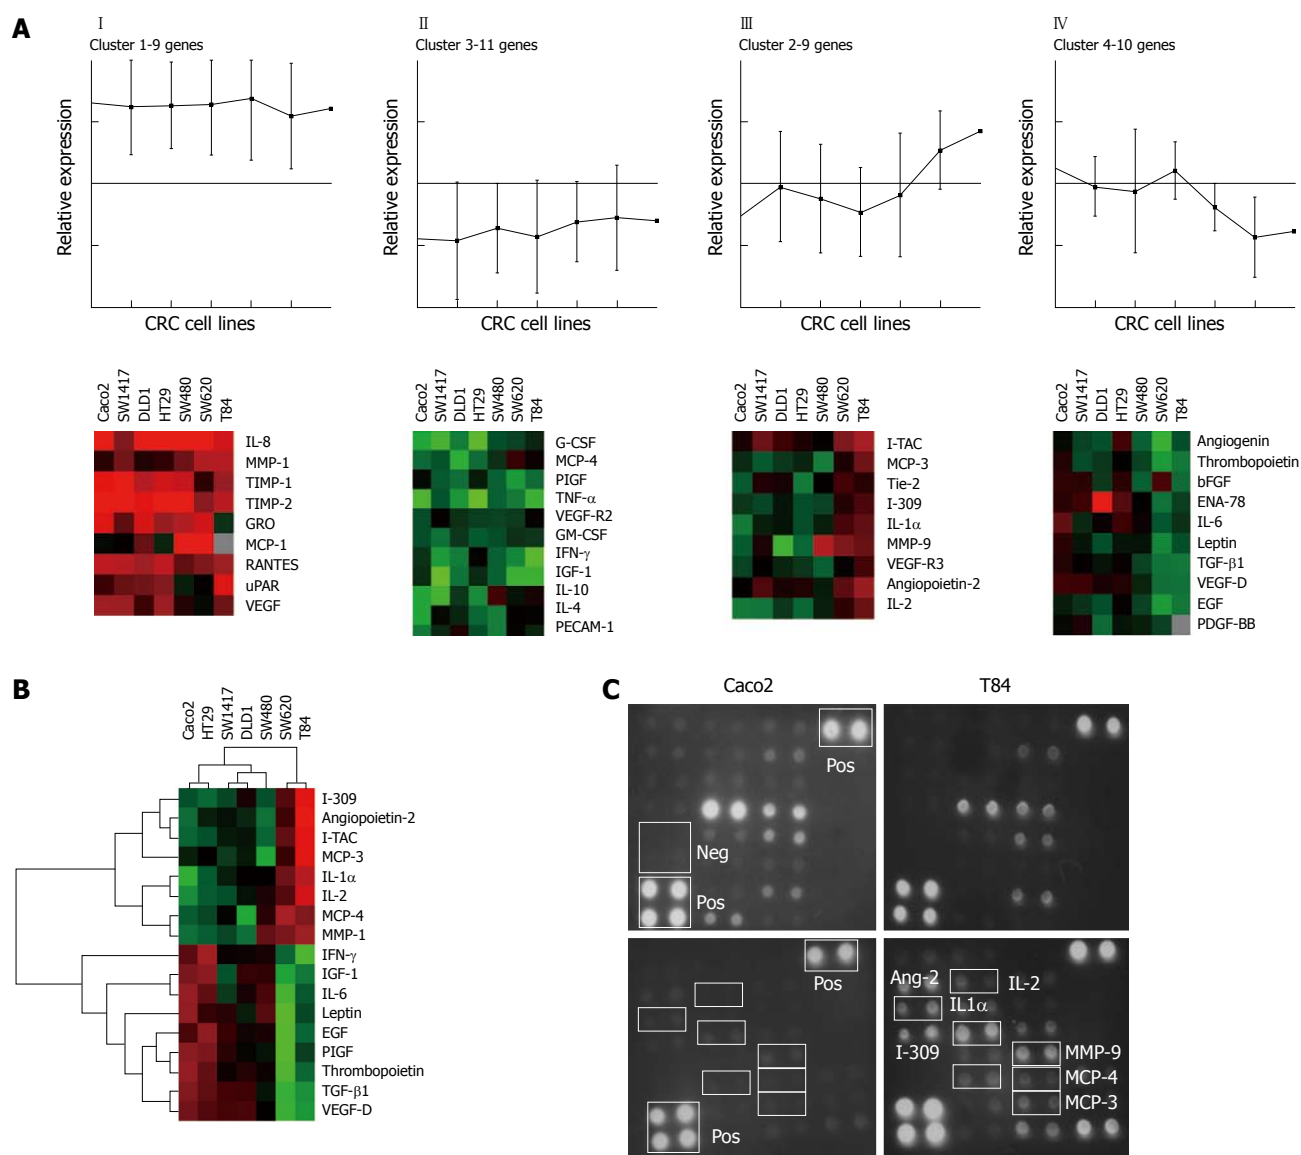 A
I
Cluster 1-9 genes
Relative expression
CRC cell lines
II
Cluster 3-11 genes
Relative expression
CRC cell lines
III
Cluster 2-9 genes
Relative expression
CRC cell lines
IV
Cluster 4-10 genes
Relative expression
CRC cell lines
Caco2
SW1417
DLD1
HT29
SW480
SW620
T84
IL-8
MMP-1
TIMP-1
TIMP-2
GRO
MCP-1
RANTES
uPAR
VEGF
Caco2
SW1417
DLD1
HT29
SW480
SW620
T84
G-CSF
MCP-4
PIGF
TNF-α
VEGF-R2
GM-CSF
IFN-γ
IGF-1
IL-10
IL-4
PECAM-1
Caco2
SW1417
DLD1
HT29
SW480
SW620
T84
I-TAC
MCP-3
Tie-2
I-309
IL-1α
MMP-9
VEGF-R3
Angiopoietin-2
IL-2
Caco2
SW1417
DLD1
HT29
SW480
SW620
T84
Angiogenin
Thrombopoietin
bFGF
ENA-78
IL-6
Leptin
TGF-β1
VEGF-D
EGF
PDGF-BB
B
Caco2
HT29
SW1417
DLD1
SW480
SW620
T84
I-309
Angiopoietin-2
I-TAC
MCP-3
IL-1α
IL-2
MCP-4
MMP-1
IFN-γ
IGF-1
IL-6
Leptin
EGF
PIGF
Thrombopoietin
TGF-β1
VEGF-D
C
Caco2
T84
Pos
Neg
Pos
Pos
Pos
Ang-2
IL-2
IL1α
I-309
MMP-9
MCP-4
MCP-3